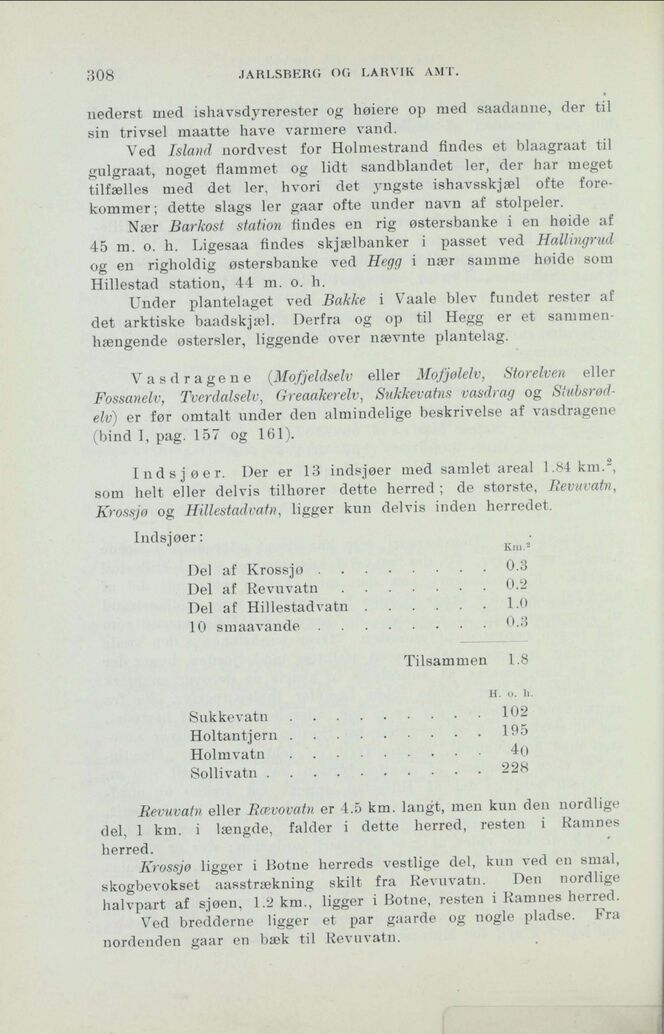 308 JARLSBERG OG LARVIK AMT.
nederst med ishavsdyrerester og høiere op med saadanne, der til
sin trivsel maatte have varmere vand.
Ved Island nordvest for Holmestrand findes et blaagraat til
gulgraat, noget flammet og lidt sandblandet ler, der har meget
tilfælles med det ler, hvori det yngste ishavsskjæl ofte fore-
kommer; dette slags ler gaar ofte under navn af stolpeler.
Nær Barkost station findes en rig østersbanke i en høide af
45 m. o. h. Ligesaa findes skjælbanker i passet ved Hallingrud
og en righoldig østersbanke ved Hegg i nær samme høide som
Hillestad station, 44 m. o. h.
Under plantelaget ved Bakke i Vaale blev fundet rester af
det arktiske baadskjæl. Derfra og op til Hegg er et sammen-
hængende østersler, liggende over nævnte plantelag.
Vasdragene (Mofjeldselv eller Mofjølelv, Storelven eller
Fossanelv, Tverdalselv, Greaakerelv, Sukkevatns vasdrag og Stubsrød-
elv) er før omtalt under den almindelige beskrivelse af vasdragene
(bind I, pag. 157 og 161).
Indsjøer. Der er 13 indsjøer med samlet areal 1.84 km.²,
som helt eller delvis tilhører dette herred; de største, Revuvatn,
Krossjø og Hillestadvatn, ligger kun delvis inden herredet.
Indsjøer:
Km.²
Del af Krossjø . . . . . . . . 0.3
Del af Revuvatn . . . . . . . 0.2
Del af Hillestadvatn . . . . . . 1.0
10 smaavande . . . . . . . . 0.3
Tilsammen 1.8
H. o. h.
Sukkevatn . . . . . . . . . 102
Holtantjern . . . . . . . . . 195
Holmvatn . . . . . . . . . 40
Sollivatn . . . . . . . . . . 228
Revuvatn eller Rævovatn er 4.5 km. langt, men kun den nordlige
del, 1 km. i længde, falder i dette herred, resten i Ramnes
herred.
Krossjø ligger i Botne herreds vestlige del, kun ved en smal,
skogbevokset aasstrækning skilt fra Revuvatn. Den nordlige
halvpart af sjøen, 1.2 km., ligger i Botne, resten i Ramnes herred.
Ved bredderne ligger et par gaarde og nogle pladse. Fra
nordenden gaar en bæk til Revuvatn.